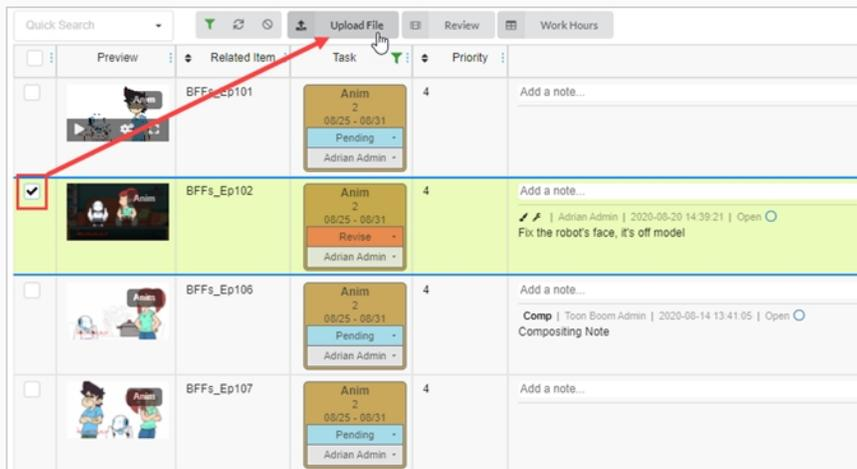 Quick Search
Upload File
Review
Work Hours
Preview
Related Item
Task
Priority
Anim
BFFs_Ep101
Anim
2
08/25 - 08/31
Pending
Adrian Admin
4
Add a note...
Anim
BFFs_Ep102
Anim
2
08/25 - 08/31
Revise
Adrian Admin
4
Add a note...
| Adrian Admin | 2020-08-20 14:39:21 | Open
Fix the robot's face, it's off model
Anim
BFFs_Ep106
Anim
2
08/25 - 08/31
Pending
Adrian Admin
4
Add a note...
Comp | Toon Boom Admin | 2020-08-14 13:41:05 | Open
Compositing Note
Anim
BFFs_Ep107
Anim
2
08/25 - 08/31
Pending
Adrian Admin
4
Add a note...